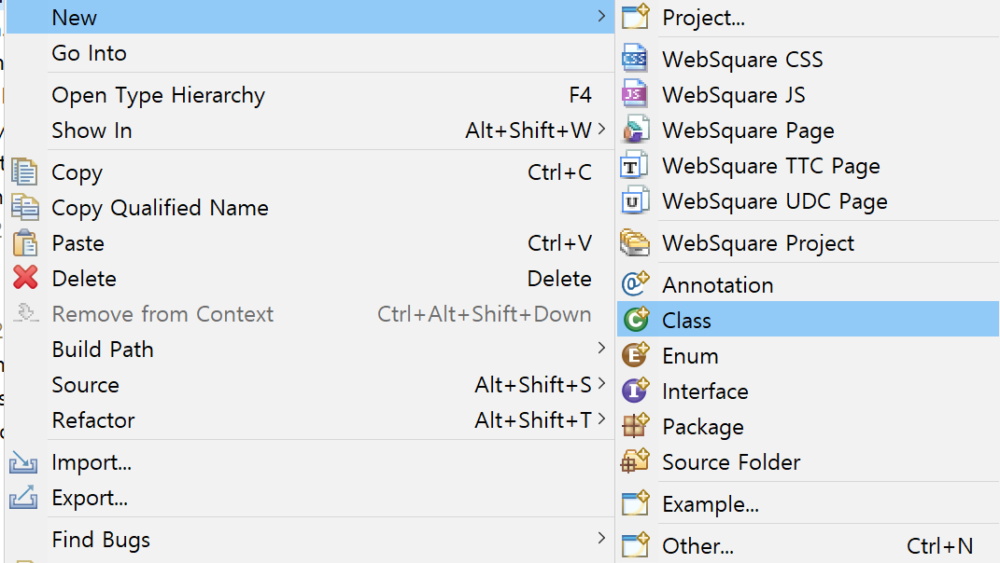 New
Go Into
Open Type Hierarchy F4
Show In Alt+Shift+W
Copy Ctrl+C
Copy Qualified Name
Paste Ctrl+V
Delete Delete
Remove from Context Ctrl+Alt+Shift+Down
Build Path
Source Alt+Shift+S
Refactor Alt+Shift+T
Import...
Export...
Find Bugs
Project...
WebSquare CSS
WebSquare JS
WebSquare Page
WebSquare TTC Page
WebSquare UDC Page
WebSquare Project
Annotation
Class
Enum
Interface
Package
Source Folder
Example...
Other... Ctrl+N